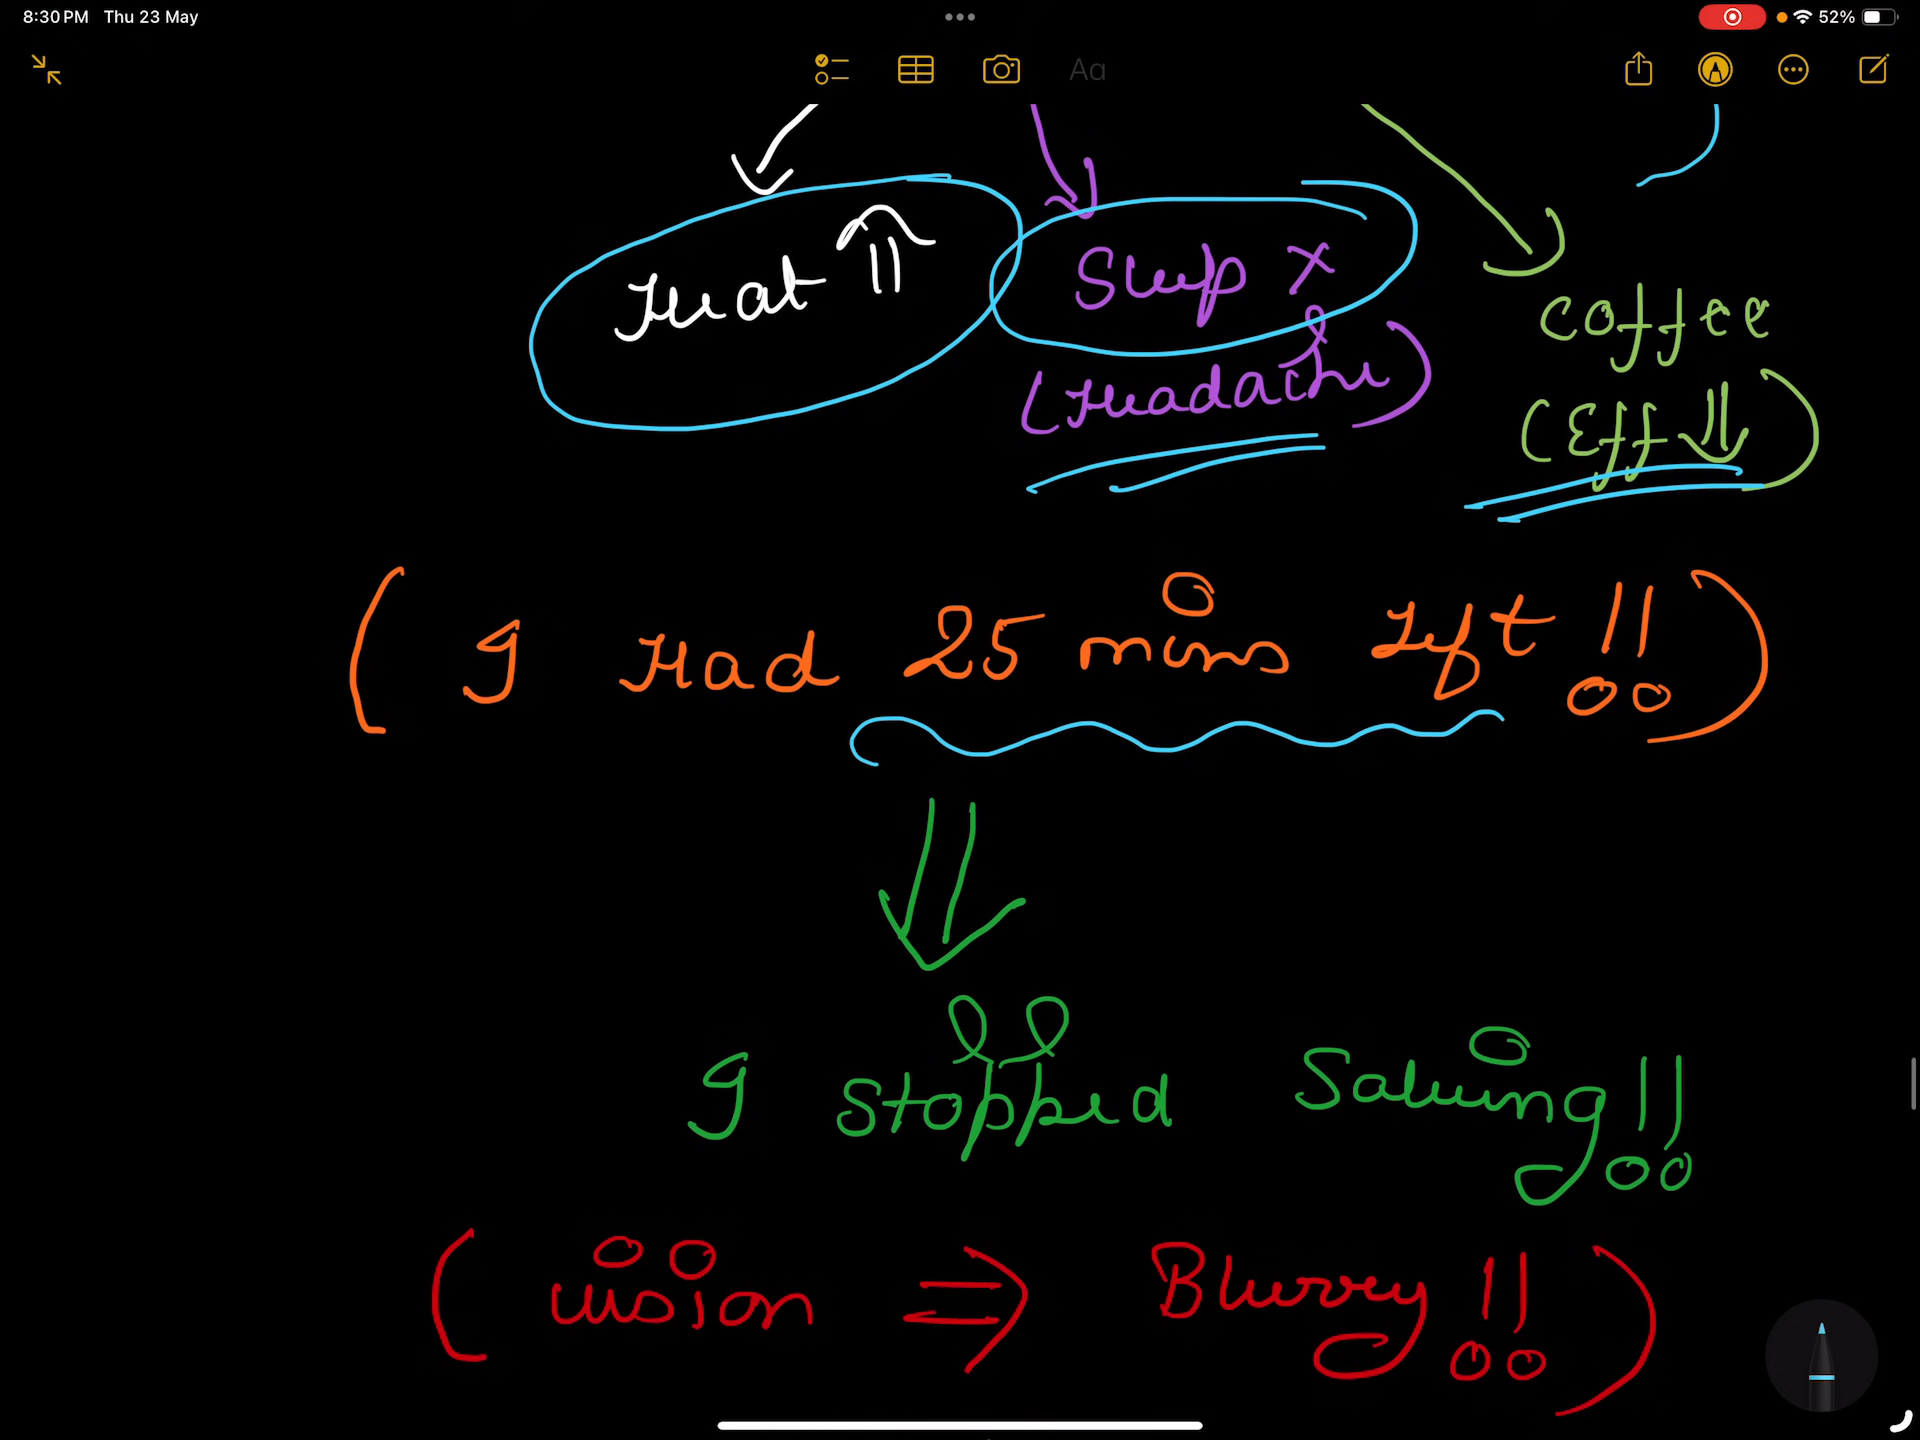 8:30 PM Thu 23 May
52%
Aa
Heat ⇑ Sleep ×
(Headache) coffee
(Eff ⇓)
( I Had 25 mins Left !! )
⇓
I stopped Solving !!
( vision ⇒ Blurry !! )